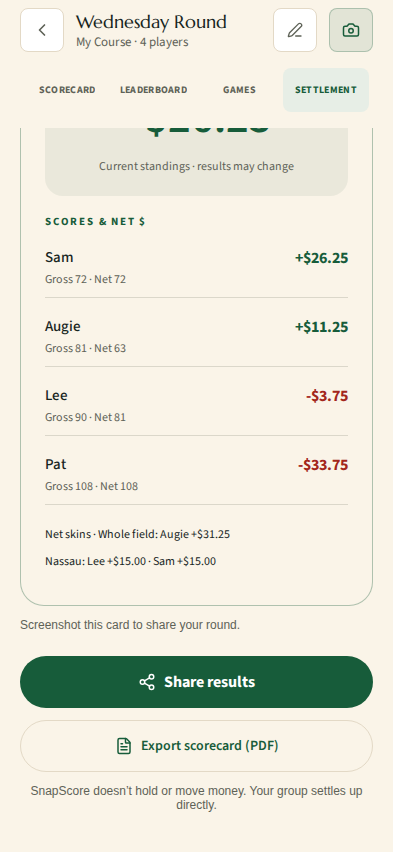 Wednesday Round
My Course · 4 players
SCORECARD
LEADERBOARD
GAMES
SETTLEMENT
Current standings · results may change
SCORES & NET $
Sam
+$26.25
Gross 72 · Net 72
Augie
+$11.25
Gross 81 · Net 63
Lee
-$3.75
Gross 90 · Net 81
Pat
-$33.75
Gross 108 · Net 108
Net skins · Whole field: Augie +$31.25
Nassau: Lee +$15.00 · Sam +$15.00
Screenshot this card to share your round.
Share results
Export scorecard (PDF)
SnapScore doesn’t hold or move money. Your group settles up
directly.